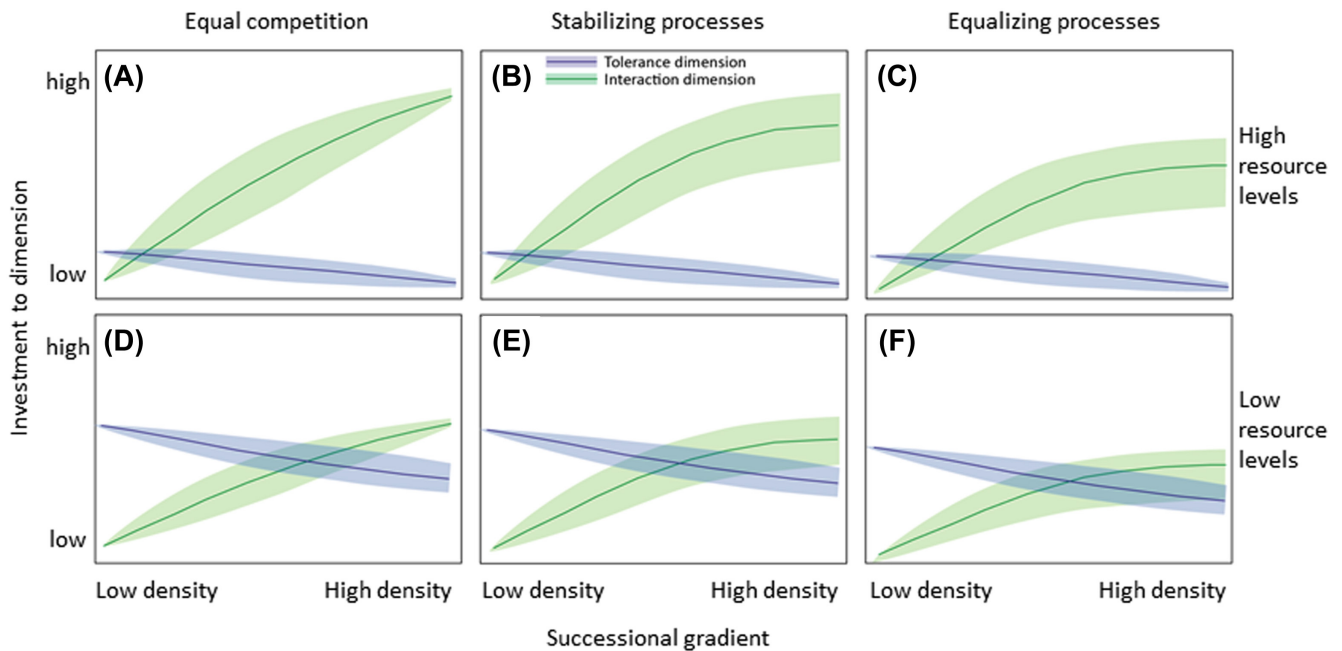 Equal competition
Stabilizing processes
Equalizing processes
(A)
(B)
Tolerance dimension
Interaction dimension
(C)
high
low
High
resource
levels
(D)
(E)
(F)
high
low
Low
resource
levels
Investment to dimension
Low density
High density
Low density
High density
Low density
High density
Successional gradient